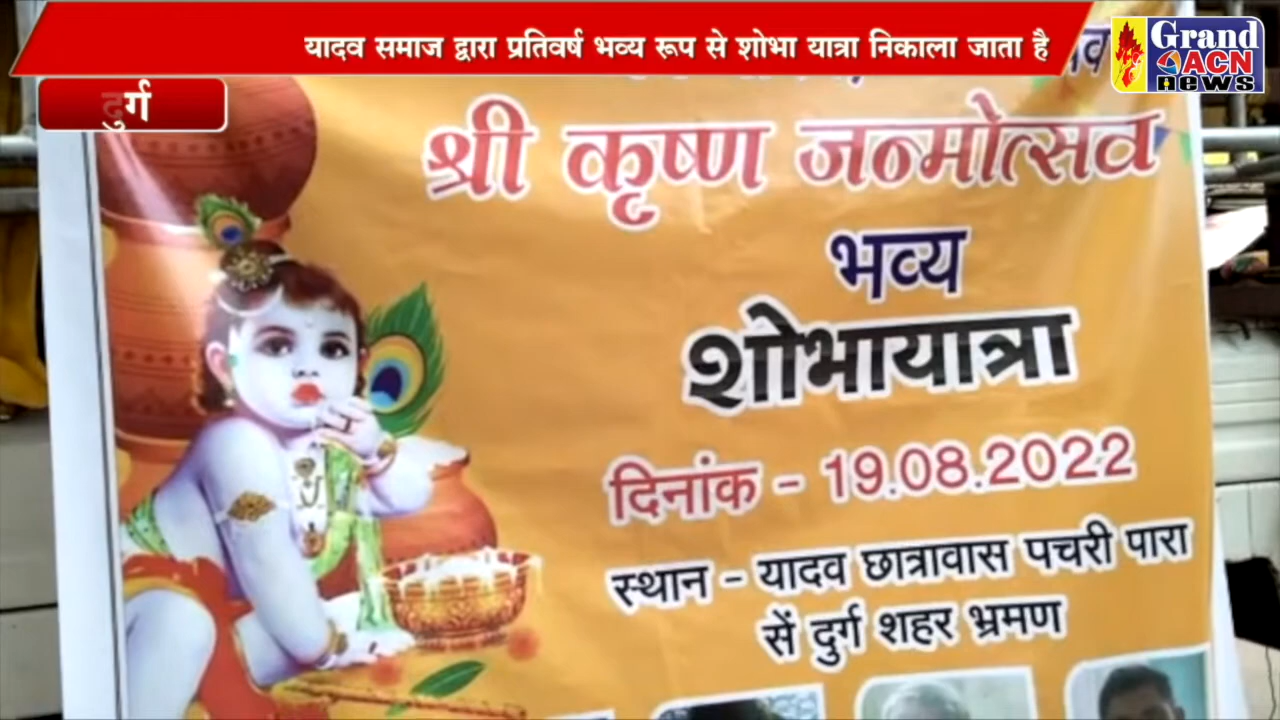 यादव समाज द्वारा प्रतिवर्ष भव्य रूप से शोभा यात्रा निकाला जाता है
Grand
ACN
news
दुर्ग
श्री कृष्ण जन्मोत्सव
भव्य
शोभायात्रा
दिनांक - 19.08.2022
स्थान - यादव छात्रावास पचरी पारा
सें दुर्ग शहर भ्रमण